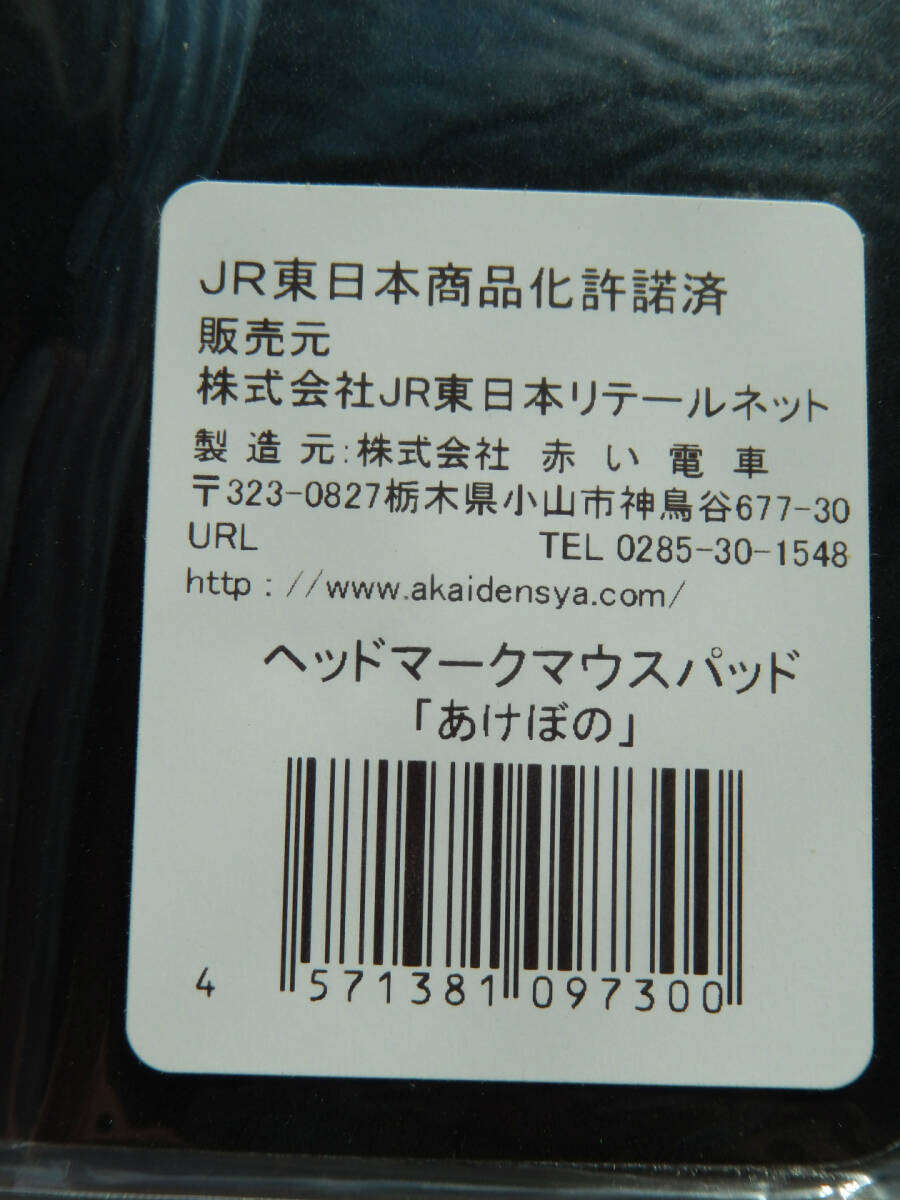 JR東日本商品化許諾済
販売元
株式会社JR東日本リテールネット
製造元:株式会社 赤い電車
〒323-0827栃木県小山市神鳥谷677-30
URL TEL 0285-30-1548
http://www.akaidensya.com/
ヘッドマークマウスパッド
「あけぼの」
4 571381 097300